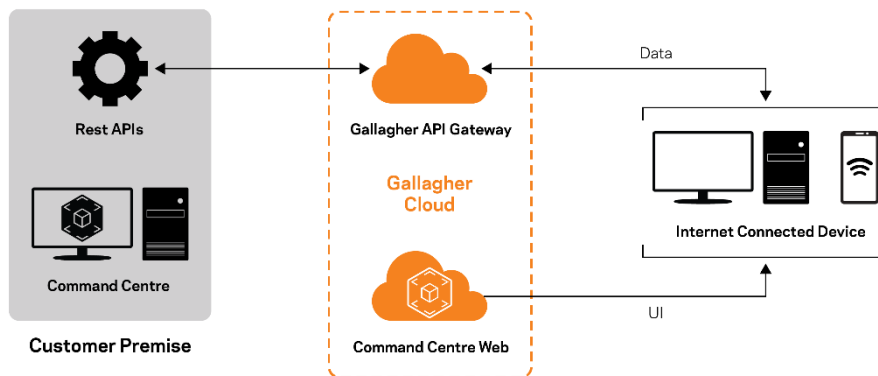 Data
Rest APIs
Gallagher API Gateway
Gallagher
Cloud
Internet Connected Device
Command Centre
UI
Customer Premise
Command Centre Web